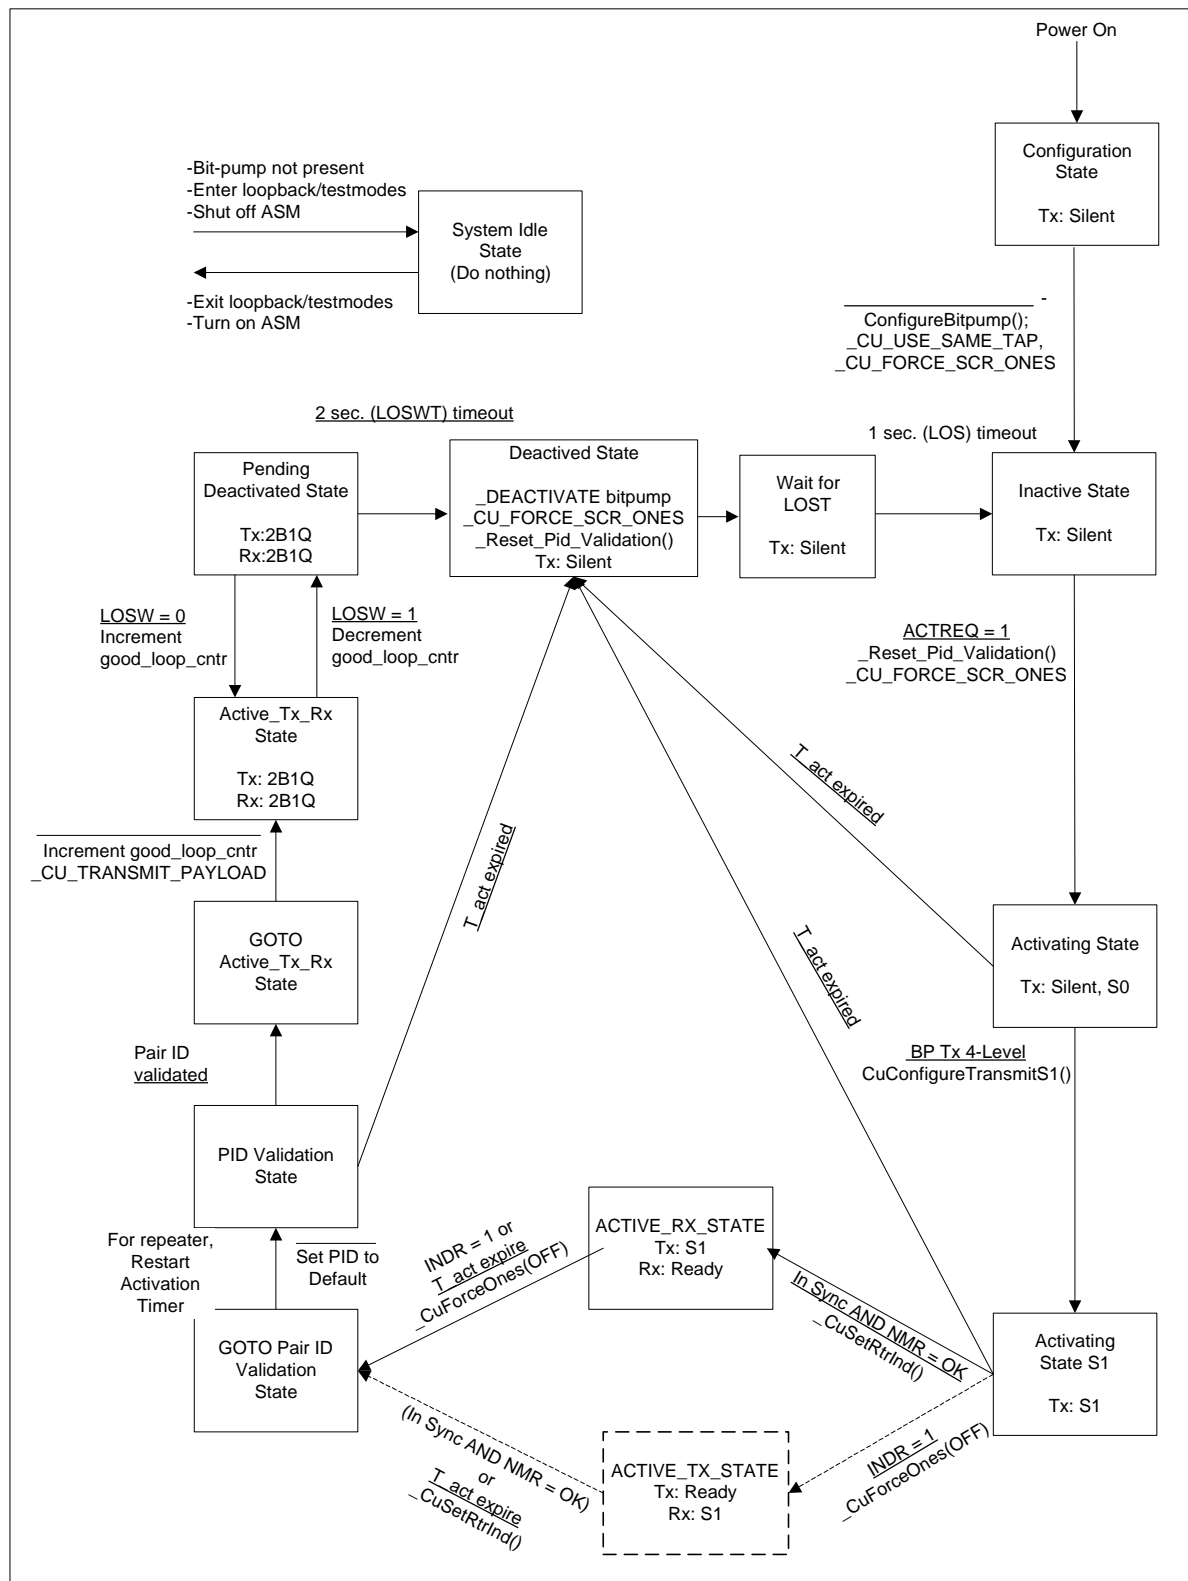 Power On
Configuration
State
Tx: Silent
-Bit-pump not present
-Enter loopback/testmodes
-Shut off ASM
System Idle
State
(Do nothing)
-Exit loopback/testmodes
-Turn on ASM
-
ConfigureBitpump();
_CU_USE_SAME_TAP,
_CU_FORCE_SCR_ONES
2 sec. (LOSWT) timeout
1 sec. (LOS) timeout
Pending
Deactivated State
Tx:2B1Q
Rx:2B1Q
Deactived State
_DEACTIVATE bitpump
_CU_FORCE_SCR_ONES
_Reset_Pid_Validation()
Tx: Silent
Wait for
LOST
Tx: Silent
Inactive State
Tx: Silent
LOSW = 0
Increment
good_loop_cntr
LOSW = 1
Decrement
good_loop_cntr
ACTREQ = 1
_Reset_Pid_Validation()
_CU_FORCE_SCR_ONES
Active_Tx_Rx
State
Tx: 2B1Q
Rx: 2B1Q
T_act expired
T_act expired
T_act expired
Increment good_loop_cntr
_CU_TRANSMIT_PAYLOAD
GOTO
Active_Tx_Rx
State
Activating State
Tx: Silent, S0
Pair ID
validated
BP Tx 4-Level
CuConfigureTransmitS1()
PID Validation
State
For repeater,
Restart
Activation
Timer
Set PID to
Default
INDR = 1 or
T_act expire
_CuForceOnes(OFF)
ACTIVE_RX_STATE
Tx: S1
Rx: Ready
In Sync AND NMR = OK
_CuSetRtrInd()
GOTO Pair ID
Validation
State
Activating
State S1
Tx: S1
(In Sync AND NMR = OK)
or
T_act expire
_CuSetRtrInd()
ACTIVE_TX_STATE
Tx: Ready
Rx: S1
INDR = 1
_CuForceOnes(OFF)